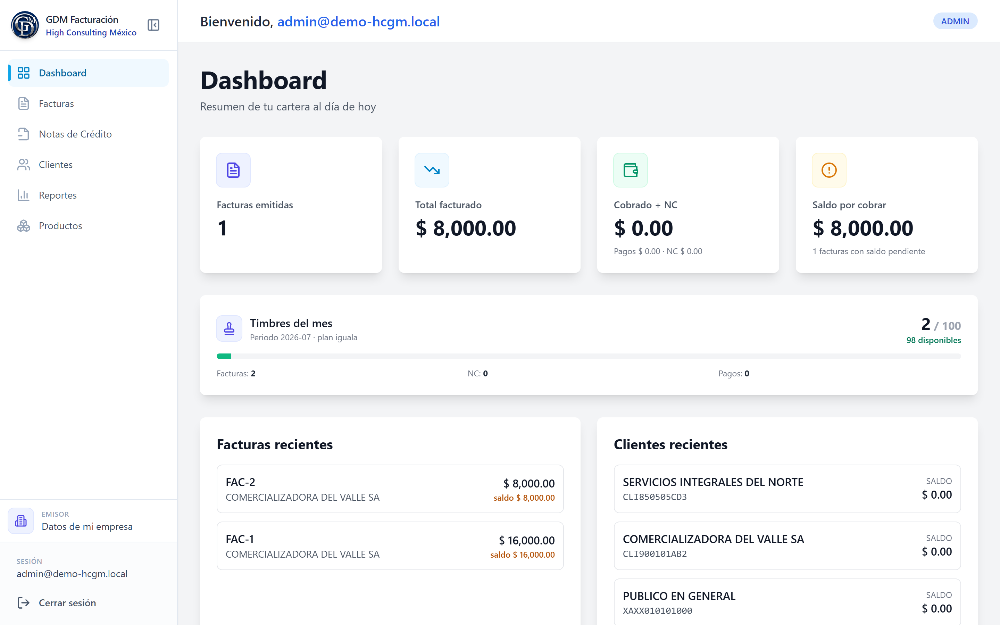 GDM Facturación
High Consulting México
Dashboard
Facturas
Notas de Crédito
Clientes
Reportes
Productos
EMISOR
Datos de mi empresa
SESIÓN
admin@demo-hcgm.local
Cerrar sesión
Bienvenido, admin@demo-hcgm.local
ADMIN
Dashboard
Resumen de tu cartera al día de hoy
Facturas emitidas
1
Total facturado
$ 8,000.00
Cobrado + NC
$ 0.00
Pagos $ 0.00 · NC $ 0.00
Saldo por cobrar
$ 8,000.00
1 facturas con saldo pendiente
Timbres del mes
Periodo 2026-07 · plan iguala
2 / 100
98 disponibles
Facturas: 2
NC: 0
Pagos: 0
Facturas recientes
FAC-2
COMERCIALIZADORA DEL VALLE SA
$ 8,000.00
saldo $ 8,000.00
FAC-1
COMERCIALIZADORA DEL VALLE SA
$ 16,000.00
saldo $ 16,000.00
Clientes recientes
SERVICIOS INTEGRALES DEL NORTE
CLI850505CD3
SALDO
$ 0.00
COMERCIALIZADORA DEL VALLE SA
CLI900101AB2
SALDO
$ 0.00
PUBLICO EN GENERAL
XAXX010101000
SALDO
$ 0.00